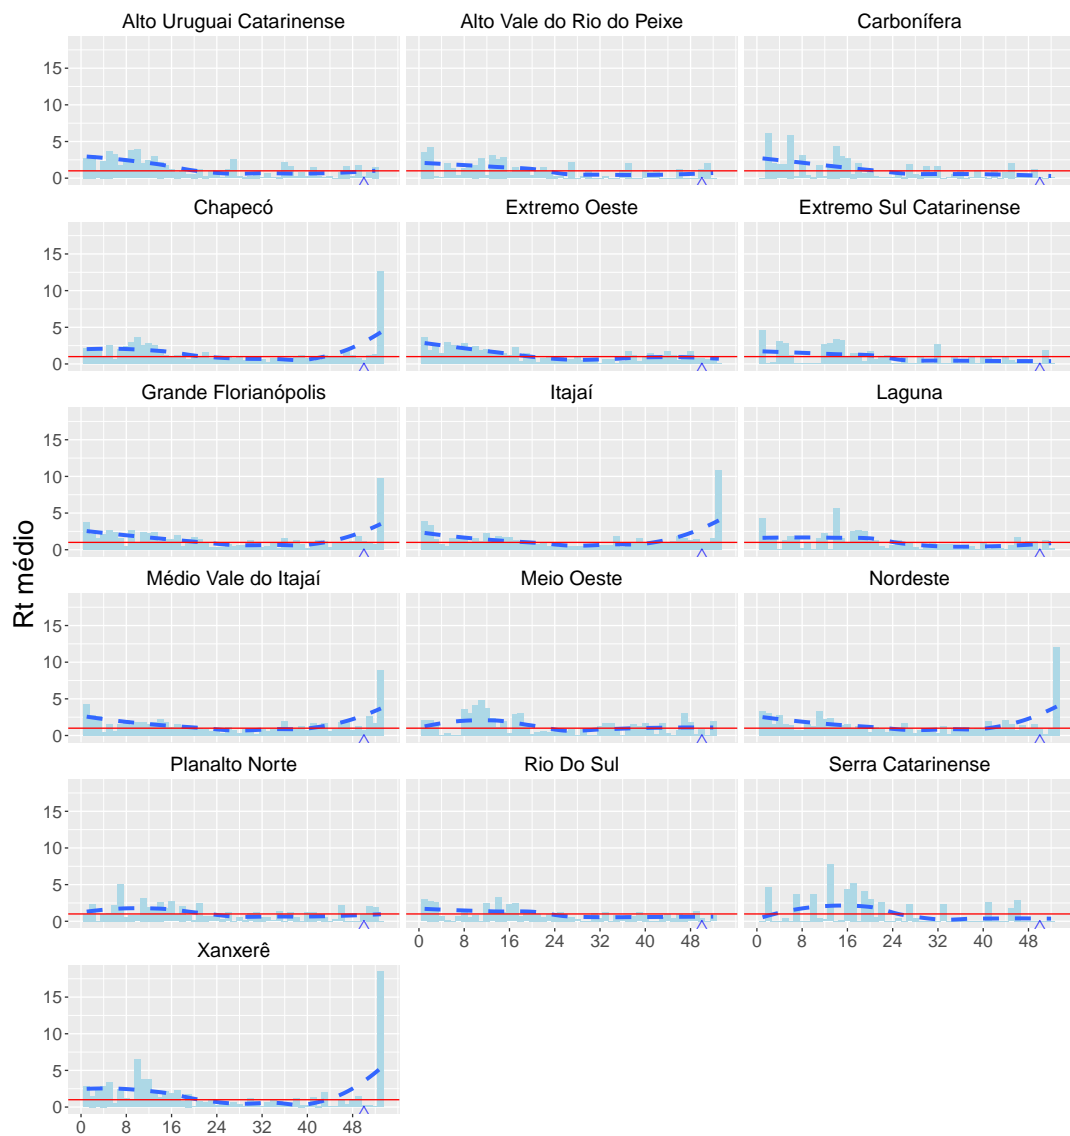 Alto Uruguai Catarinense Alto Vale do Rio do Peixe Carbonífera
15
10
5
0
Chapecó Extremo Oeste Extremo Sul Catarinense
15
10
5
0
Grande Florianópolis Itajaí Laguna
15
10
5
0
Rt médio
Médio Vale do Itajaí Meio Oeste Nordeste
15
10
5
0
Planalto Norte Rio Do Sul Serra Catarinense
15
10
5
0
0 8 16 24 32 40 48 0 8 16 24 32 40 48
Xanxerê
15
10
5
0
0 8 16 24 32 40 48